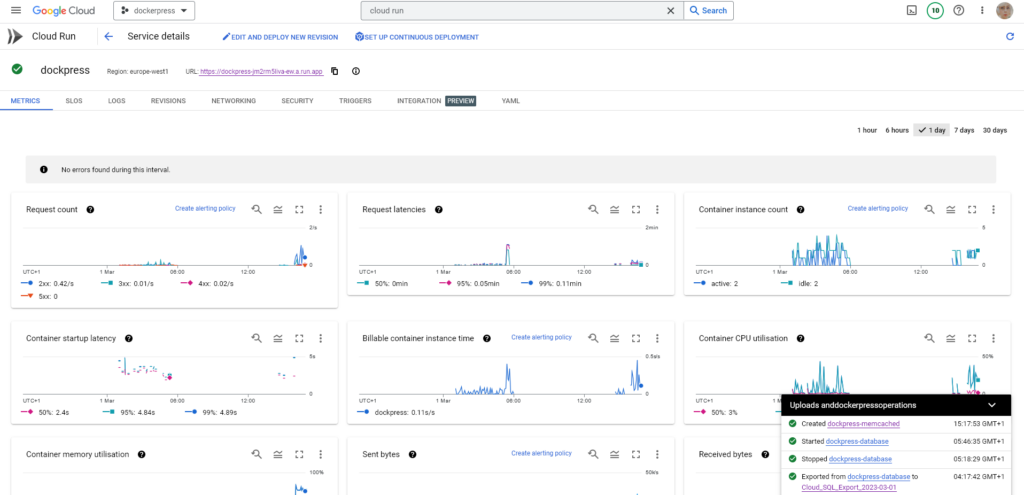 Google Cloud
dockerpress
cloud run
Search
10
Cloud Run
Service details
EDIT AND DEPLOY NEW REVISION
SET UP CONTINUOUS DEPLOYMENT
dockpress
Region: europe-west1
URL: https://dockpress-jm2rm5liva-ew.a.run.app
METRICS SLOS LOGS REVISIONS NETWORKING SECURITY TRIGGERS INTEGRATION PREVIEW YAML
1 hour 6 hours 1 day 7 days 30 days
No errors found during this interval.
Request count
Create alerting policy
2/s
0
UTC+1 1 Mar 08:00 12:00
2xx: 0.42/s 3xx: 0.01/s 4xx: 0.02/s
5xx: 0
Request latencies
2min
0
UTC+1 1 Mar 08:00 12:00
50%: 0min 95%: 0.05min 99%: 0.11min
Container instance count
Create alerting policy
5
0
UTC+1 1 Mar 08:00 12:00
active: 2 idle: 2
Container startup latency
5s
0
UTC+1 1 Mar 08:00 12:00
50%: 2.4s 95%: 4.84s 99%: 4.89s
Billable container instance time
Create alerting policy
0.5s/s
0
UTC+1 1 Mar 08:00 12:00
dockpress: 0.11s/s
Container CPU utilisation
50%
UTC+1 1 Mar
50%: 3%
Container memory utilisation
100%
Sent bytes
Create alerting policy
50k/s
Received bytes
Uploads anddockerpressoperations
Created dockpress-memcached 15:17:53 GMT+1
Started dockpress-database 05:46:35 GMT+1
Stopped dockpress-database 05:18:29 GMT+1
Exported from dockpress-database to 04:17:42 GMT+1
Cloud_SQL_Export_2023-03-01